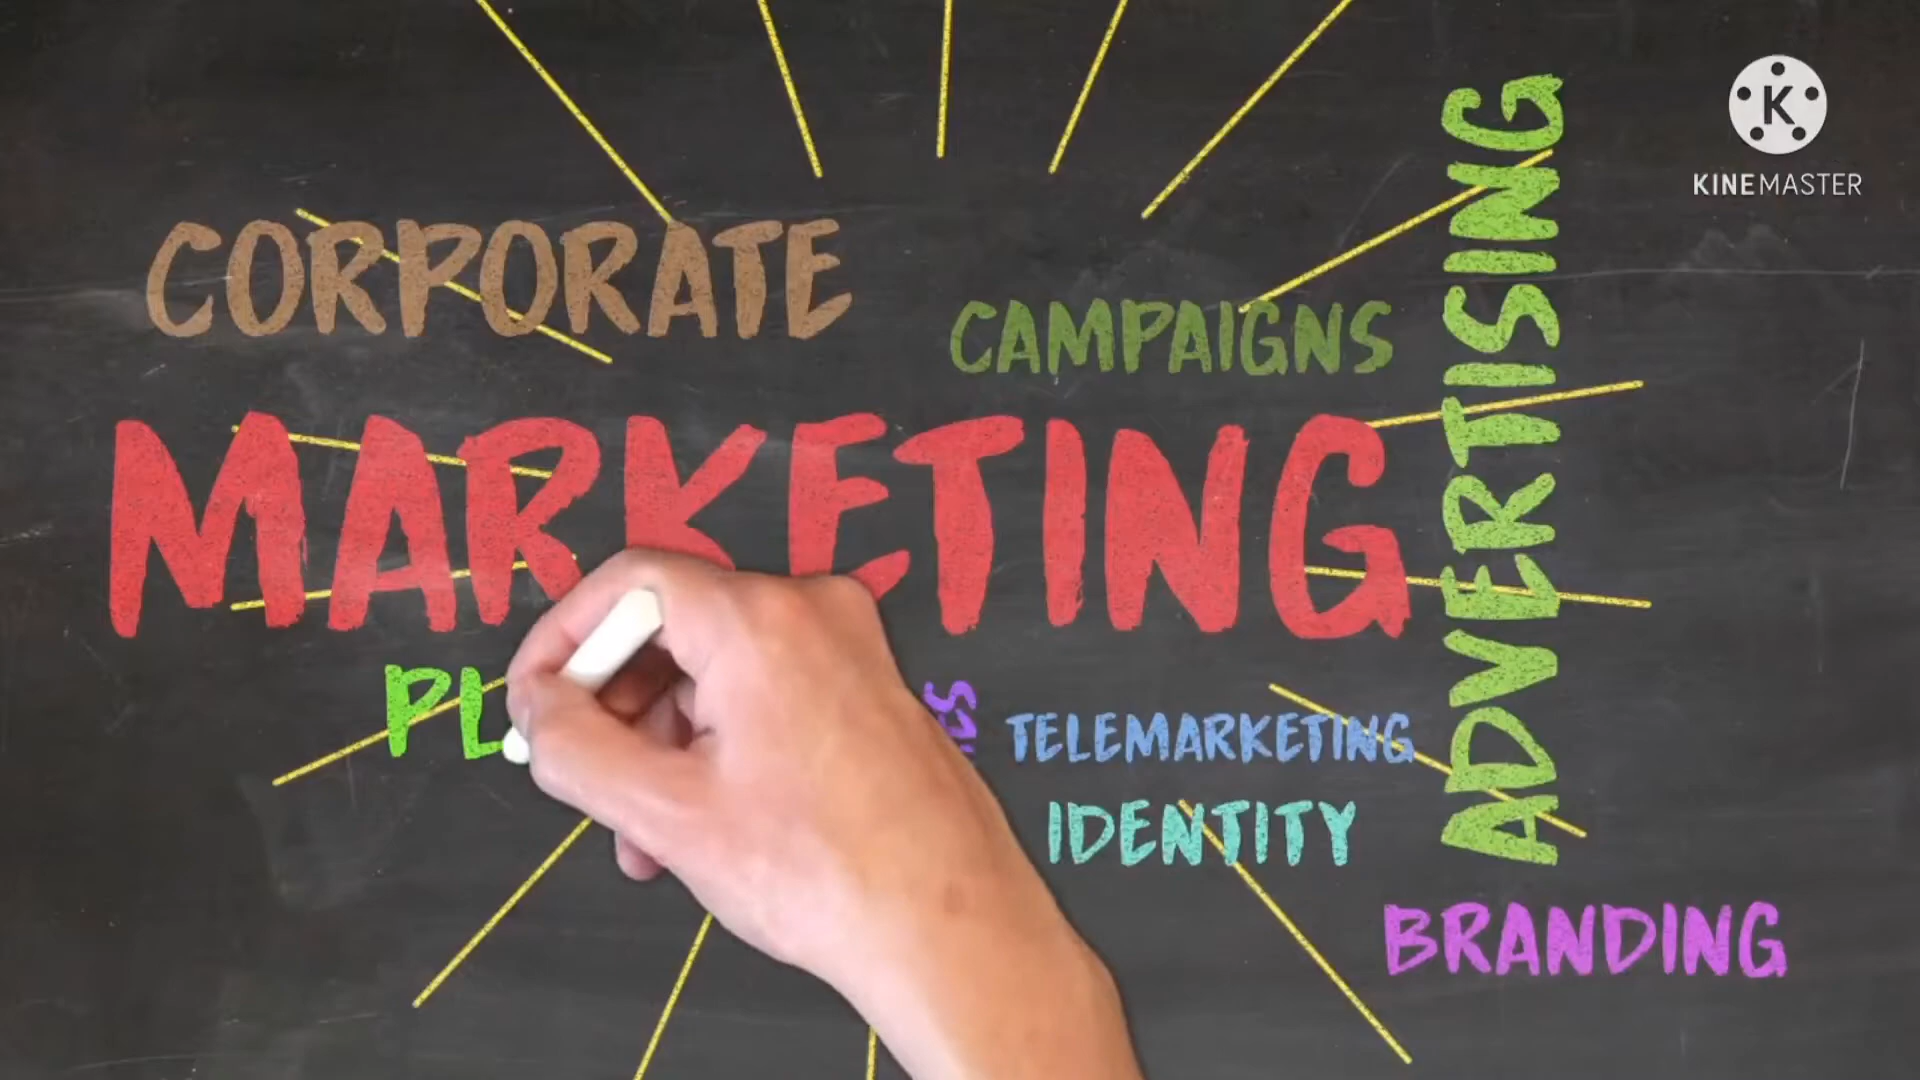 K
KINEMASTER
ADVERTISING
CORPORATE
CAMPAIGNS
MARKETING
TELEMARKETING
IDENTITY
BRANDING